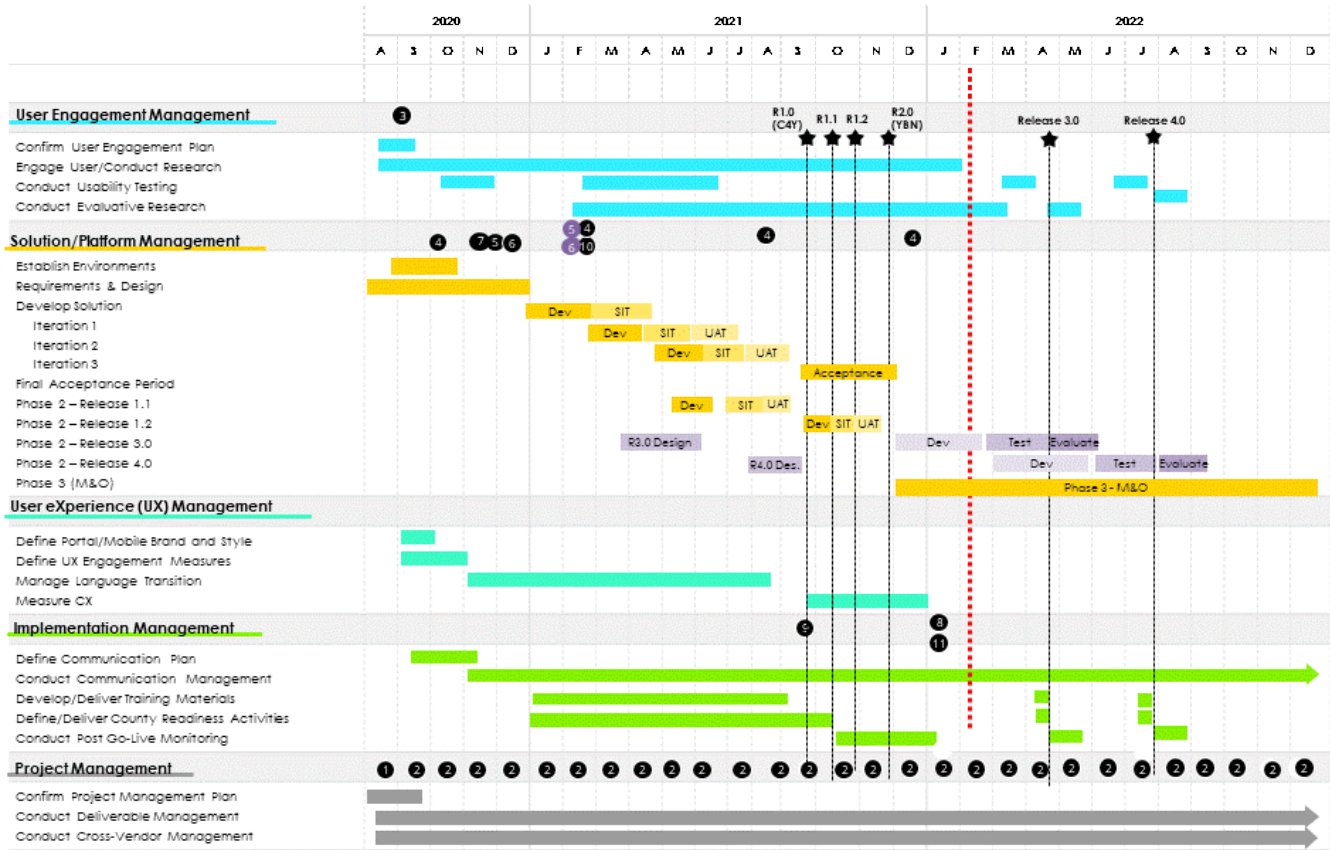 2020 2021 2022
A S O N D J F M A M J J A S O N D J F M A M J J A S O N D
R1.0 (C4Y) R1.1 R1.2 R2.0 (YBN) Release 3.0 Release 4.0
User Engagement Management 3
Confirm User Engagement Plan
Engage User/Conduct Research
Conduct Usability Testing
Conduct Evaluative Research
Solution/Platform Management 4 7 5 6 5 4 6 10 4 4
Establish Environments
Requirements & Design
Develop Solution Dev SIT
Iteration 1 Dev SIT UAT
Iteration 2 Dev SIT UAT
Iteration 3 Acceptance
Final Acceptance Period
Phase 2 – Release 1.1 Dev SIT UAT
Phase 2 – Release 1.2 Dev SIT UAT
Phase 2 – Release 3.0 R3.0 Design Dev Test Evaluate
Phase 2 – Release 4.0 R4.0 Des. Dev Test Evaluate
Phase 3 (M&O) Phase 3 - M&O
User eXperience (UX) Management
Define Portal/Mobile Brand and Style
Define UX Engagement Measures
Manage Language Transition
Measure CX
Implementation Management 9 8 11
Define Communication Plan
Conduct Communication Management
Develop/Deliver Training Materials
Define/Deliver County Readiness Activities
Conduct Post Go-Live Monitoring
Project Management 1 2 2 2 2 2 2 2 2 2 2 2 2 2 2 2 2 2 2 2 2 2 2 2 2 2 2 2 2
Confirm Project Management Plan
Conduct Deliverable Management
Conduct Cross-Vendor Management